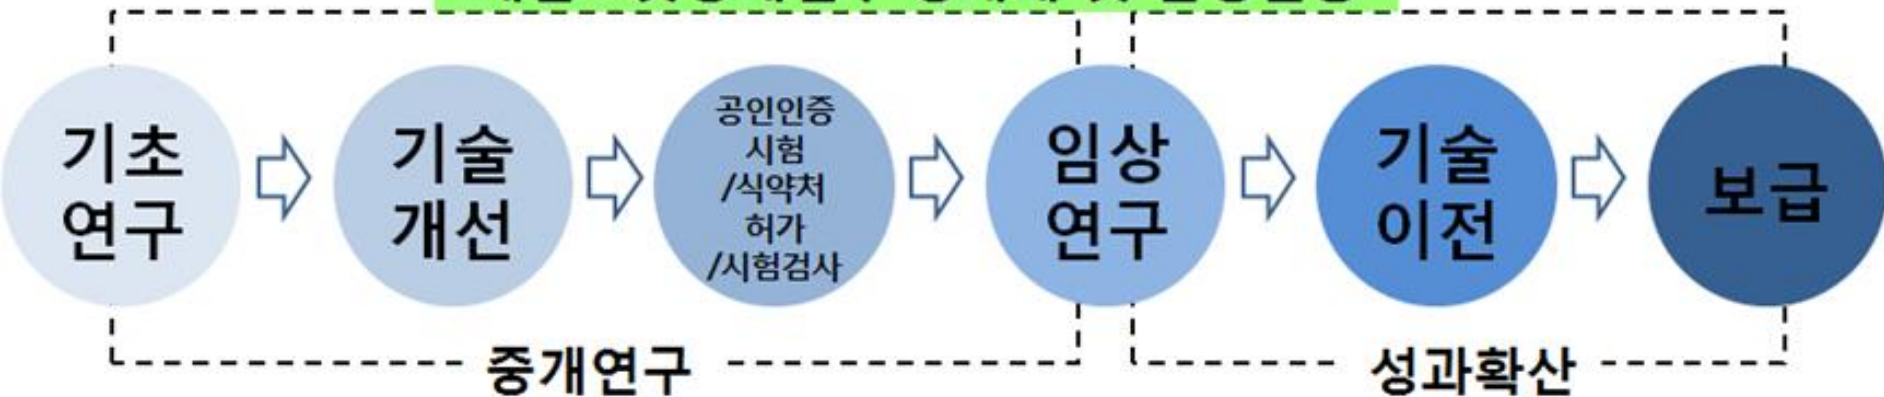 기초
연구
기술
개선
공인인증
시험
/식약처
허가
/시험검사
임상
연구
기술
이전
보급
중개연구
성과확산